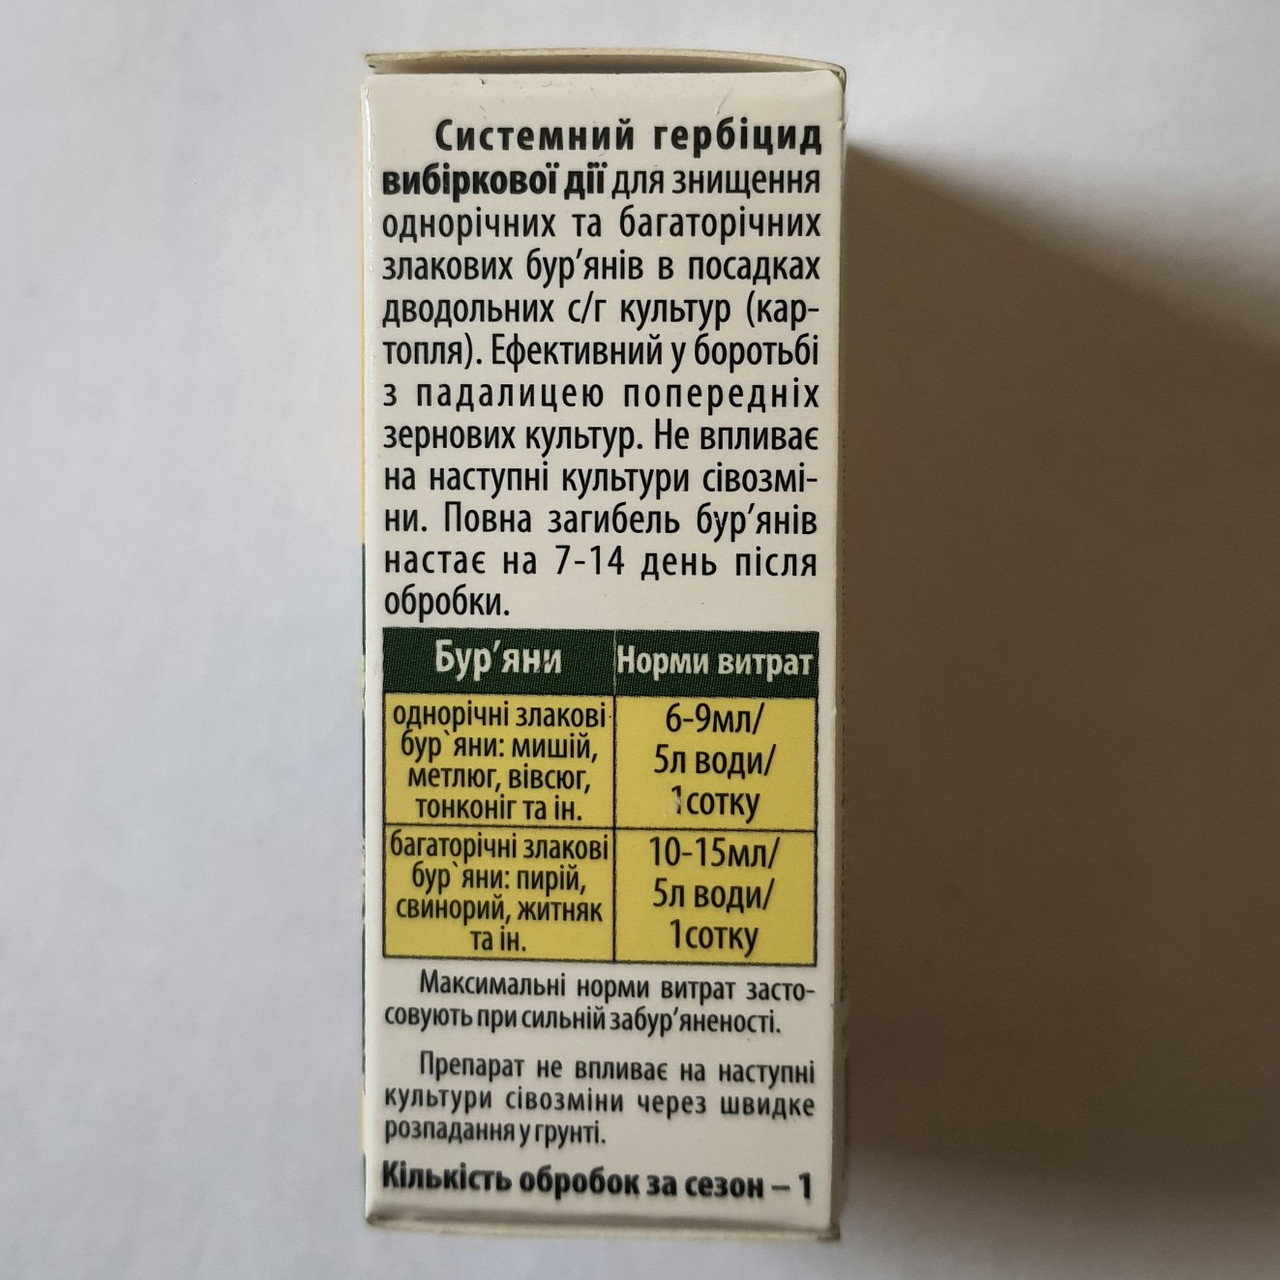 Системний гербіцид
вибіркової дії для знищення
однорічних та багаторічних
злакових бур’янів в посадках
дводольних с/г культур (кар-
топля). Ефективний у боротьбі
з падалицею попередніх
зернових культур. Не впливає
на наступні культури сівозмі-
ни. Повна загибель бур’янів
настає на 7-14 день після
обробки.
Бур’яни
Норми витрат
однорічні злакові
бур`яни: мишій,
метлюг, вівсюг,
тонконіг та ін.
6-9мл/
5л води/
1сотку
багаторічні злакові
бур`яни: пирій,
свинорий, житняк
та ін.
10-15мл/
5л води/
1сотку
Максимальні норми витрат засто-
совують при сильній забур’яненості.
Препарат не впливає на наступні
культури сівозміни через швидке
розпадання у грунті.
Кількість обробок за сезон – 1